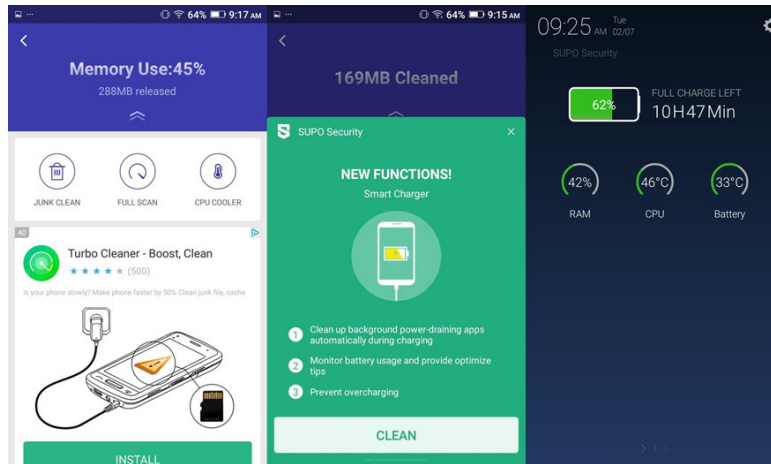 64% 9:17 AM
Memory Use:45%
288MB released
JUNK CLEAN
FULL SCAN
CPU COOLER
AD
Turbo Cleaner - Boost, Clean
(500)
Is your phone slowly? Make phone faster by 50% Clean junk file, cache
INSTALL
64% 9:15 AM
169MB Cleaned
SUPO Security
NEW FUNCTIONS!
Smart Charger
1 Clean up background power-draining apps
automatically during charging
2 Monitor battery usage and provide optimize
tips
3 Prevent overcharging
CLEAN
09:25 AM Tue
02/07
SUPO Security
62%
FULL CHARGE LEFT
10H47Min
42%
46°C
33°C
RAM
CPU
Battery